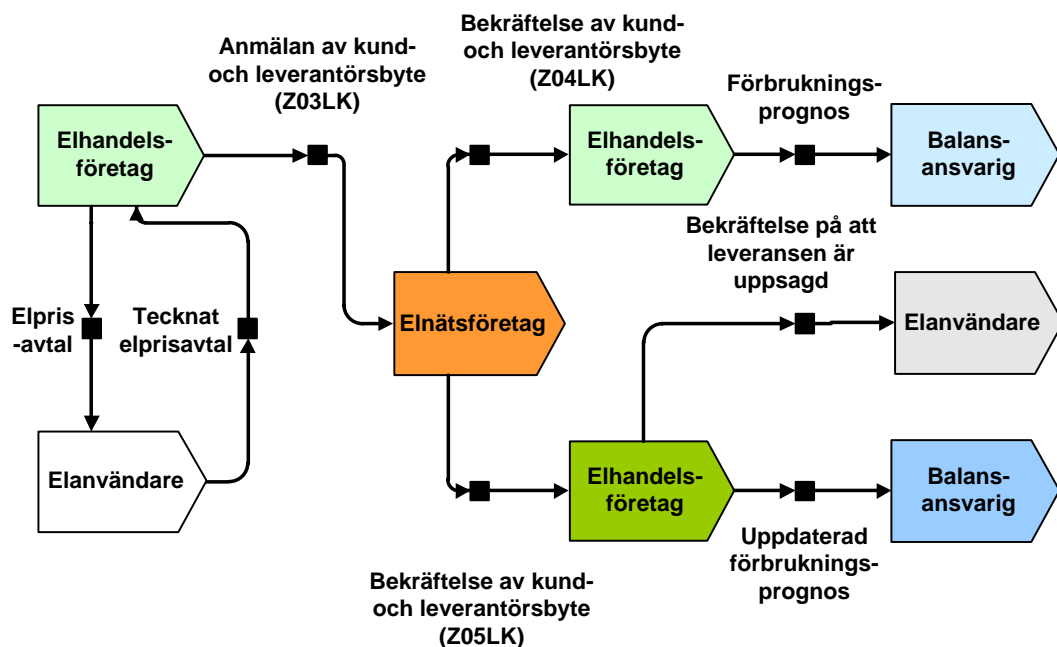 Anmälan av kund-
och leverantörsbyte
(Z03LK)
Bekräftelse av kund-
och leverantörsbyte
(Z04LK)
Förbruknings-
prognos
Elhandels-
företag
Elhandels-
företag
Balans-
ansvarig
Bekräftelse på att
leveransen är
uppsagd
Elpris
-avtal
Tecknat
elprisavtal
Elnätsföretag
Elanvändare
Elanvändare
Elhandels-
företag
Balans-
ansvarig
Uppdaterad
förbruknings-
prognos
Bekräftelse av kund-
och leverantörsbyte
(Z05LK)